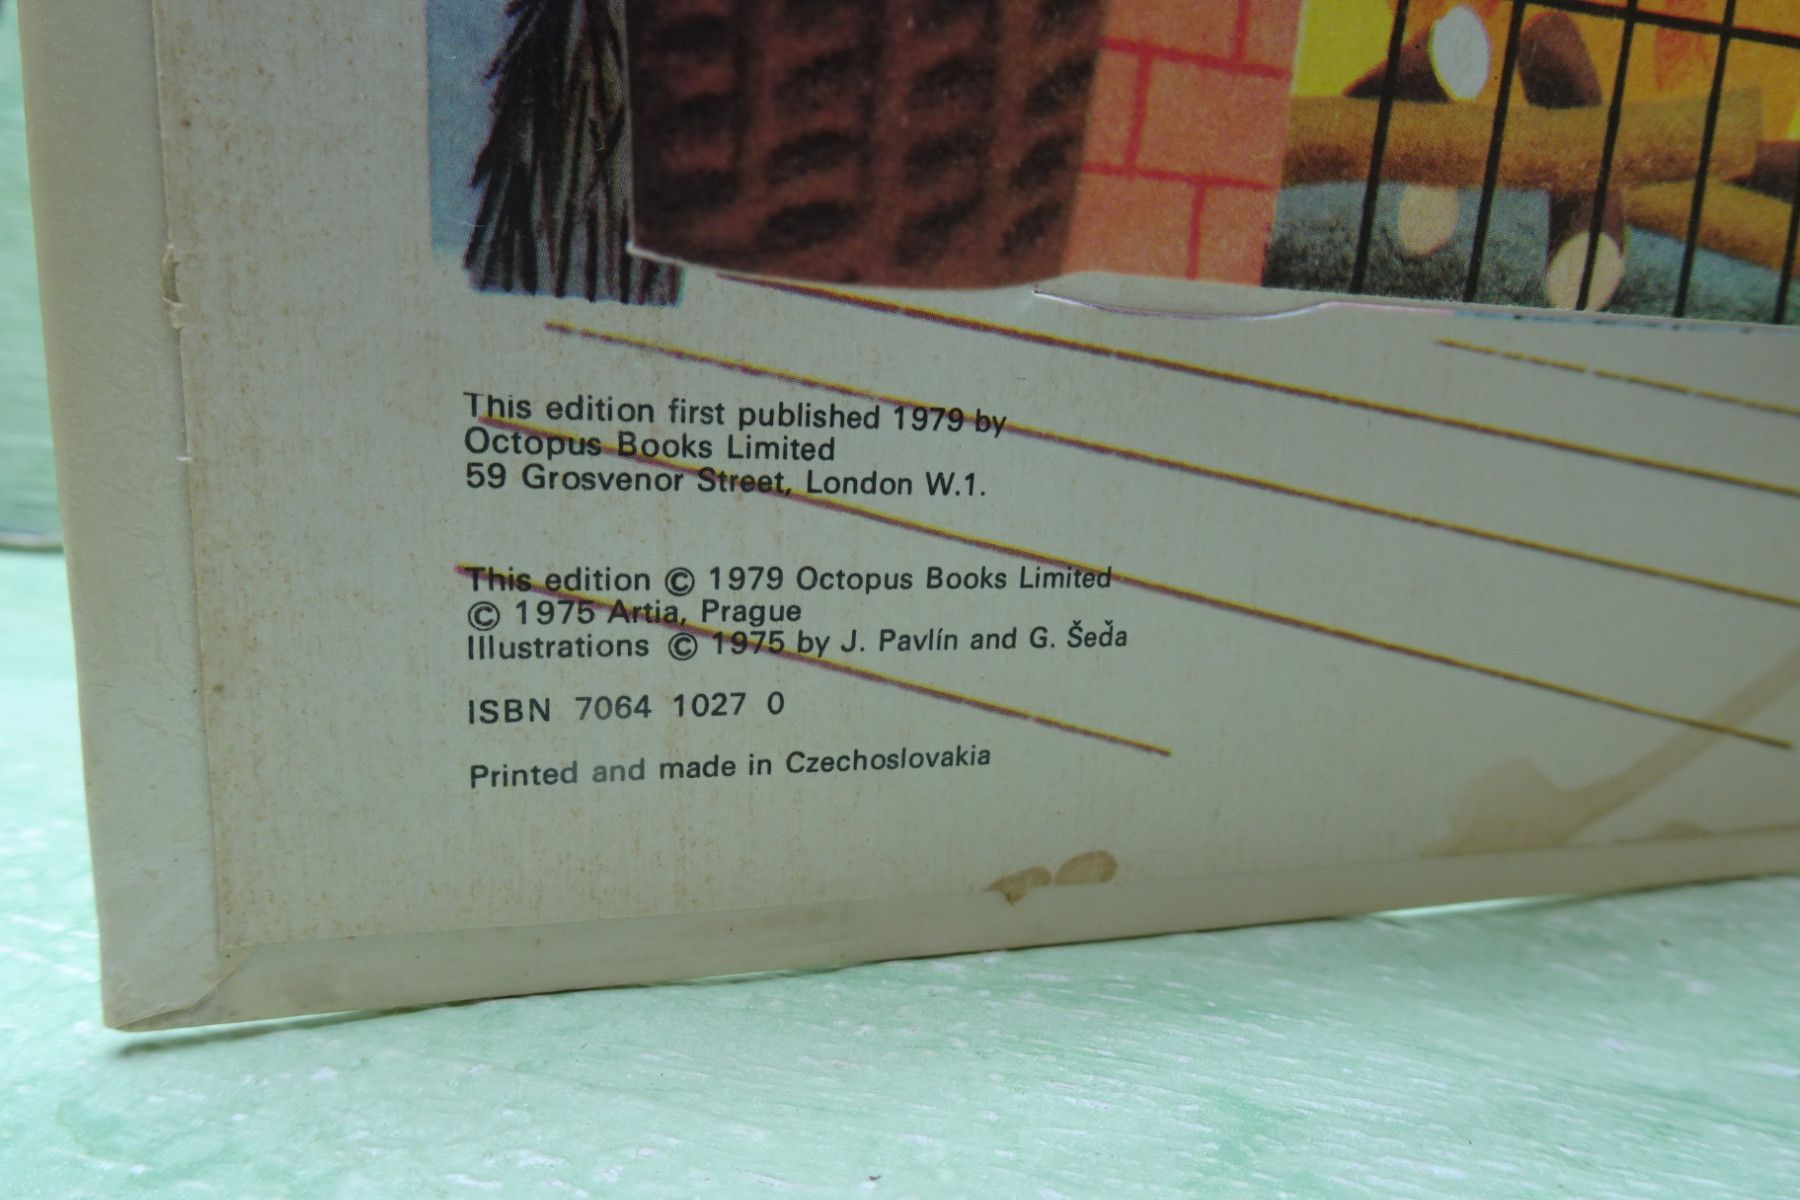 This edition first published 1979 by
Octopus Books Limited
59 Grosvenor Street, London W.1.
This edition © 1979 Octopus Books Limited
© 1975 Artia, Prague
Illustrations © 1975 by J. Pavlín and G. Šeďa
ISBN 7064 1027 0
Printed and made in Czechoslovakia